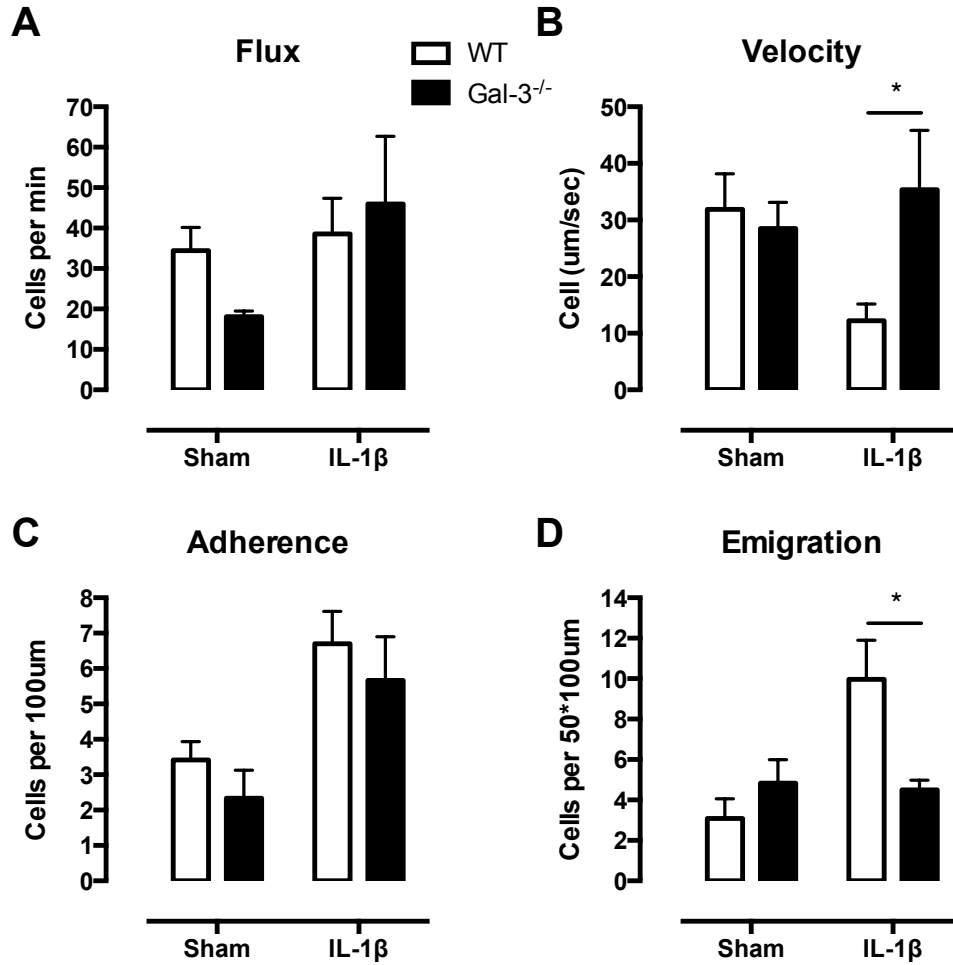 A
Flux
WT
Gal-3-/-
Cells per min
70
60
50
40
30
20
10
0
Sham
IL-1β
B
Velocity
*
Cell (um/sec)
50
40
30
20
10
0
Sham
IL-1β
C
Adherence
Cells per 100um
8
7
6
5
4
3
2
1
0
Sham
IL-1β
D
Emigration
*
Cells per 50*100um
14
12
10
8
6
4
2
0
Sham
IL-1β